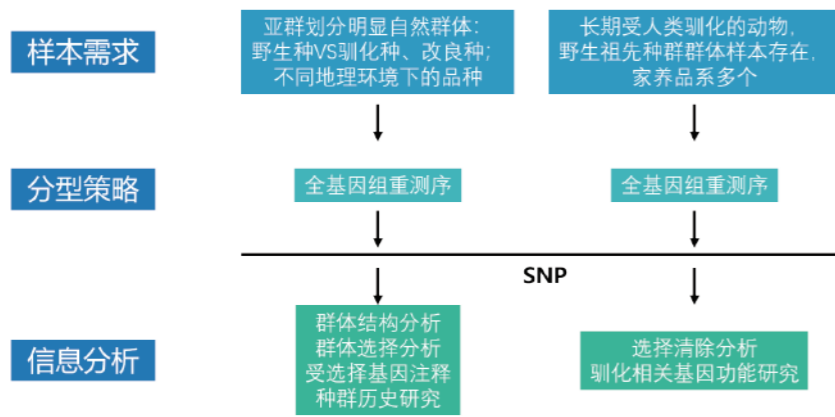 样本需求
亚群划分明显自然群体：
野生种VS驯化种、改良种；
不同地理环境下的品种
长期受人类驯化的动物，
野生祖先种群群体样本存在，
家养品系多个
分型策略
全基因组重测序
全基因组重测序
SNP
信息分析
群体结构分析
群体选择分析
受选择基因注释
种群历史研究
选择清除分析
驯化相关基因功能研究